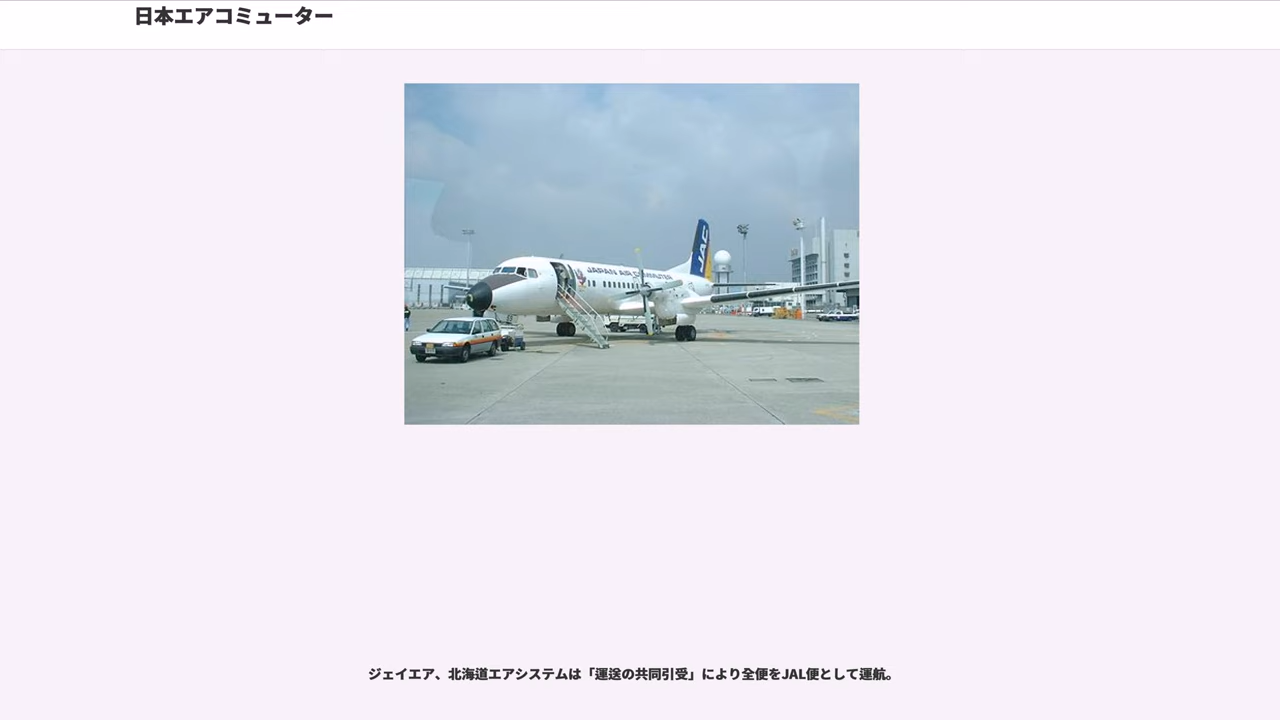 日本エアコミューター
JAC
JAPAN AIR COMMUTER
ジェイエア、北海道エアシステムは「運送の共同引受」により全便をJAL便として運航。